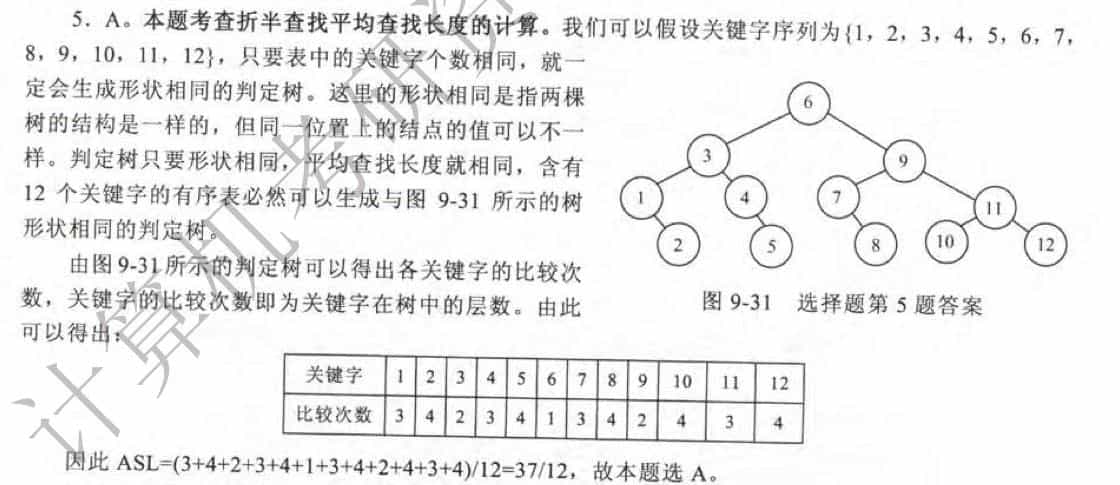 5．A。本题考查折半查找平均查找长度的计算。我们可以假设关键字序列为{1，2，3，4，5，6，7，
8，9，10，11，12}，只要表中的关键字个数相同，就一
定会生成形状相同的判定树。这里的形状相同是指两棵
树的结构是一样的，但同一位置上的结点的值可以不一
样。判定树只要形状相同，平均查找长度就相同，含有
12 个关键字的有序表必然可以生成与图 9-31 所示的树
形状相同的判定树。
由图 9-31 所示的判定树可以得出各关键字的比较次
数，关键字的比较次数即为关键字在树中的层数。由此
可以得出：
6
3 9
1 4 7 11
2 5 8 10 12
图 9-31 选择题第 5 题答案
关键字 1 2 3 4 5 6 7 8 9 10 11 12
比较次数 3 4 2 3 4 1 3 4 2 4 3 4
因此 ASL=(3+4+2+3+4+1+3+4+2+4+3+4)/12=37/12，故本题选 A。
计算机考研